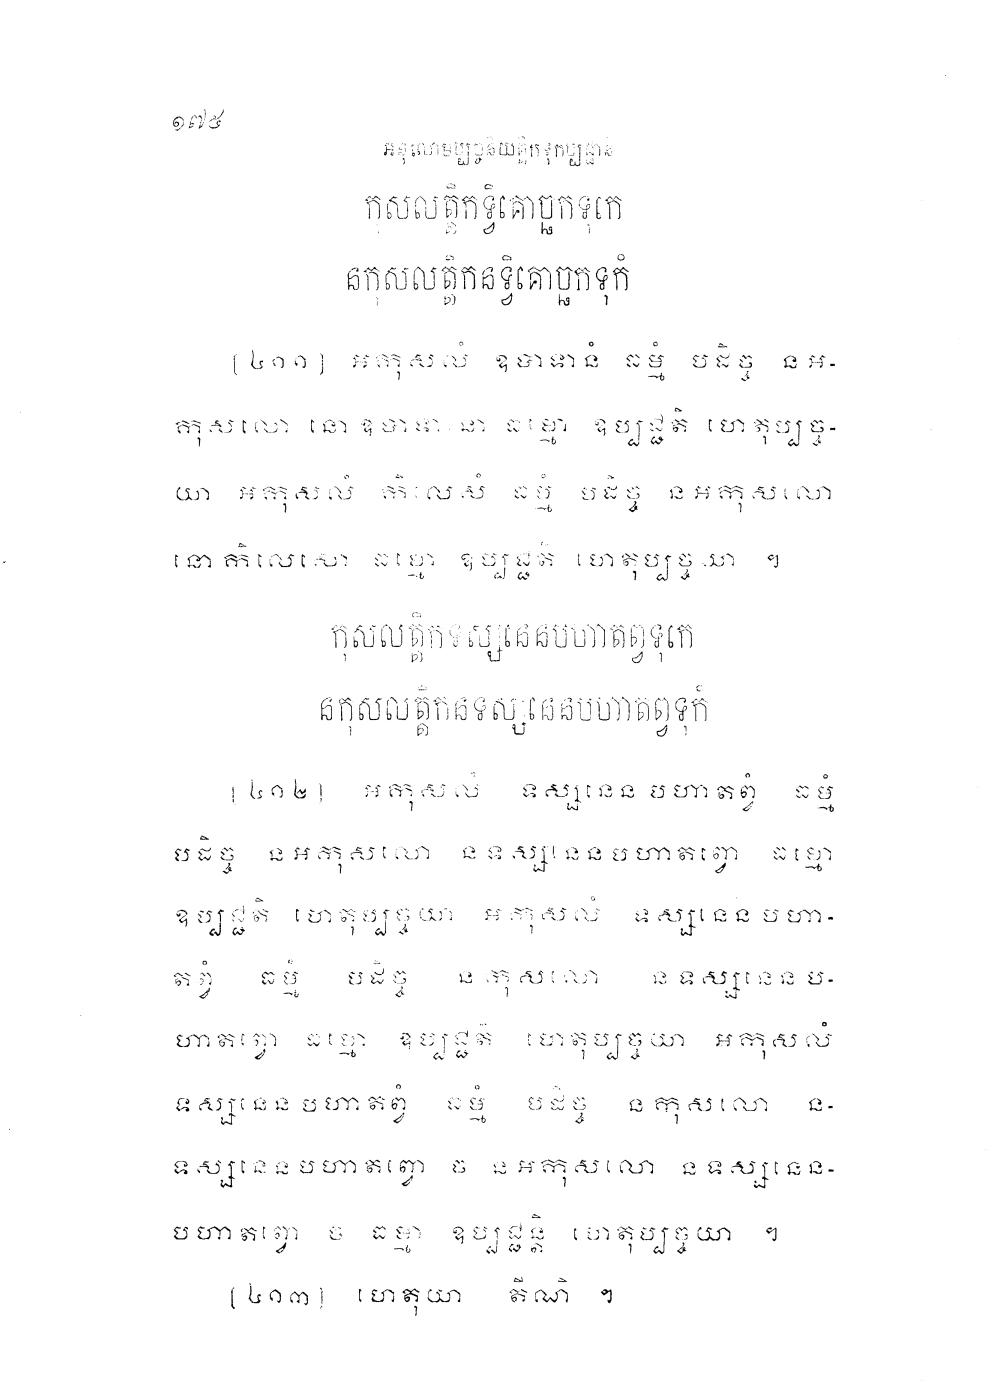 ១៧៥
អនុលោមប្បច្ចនីយត្តិកទុកប្បដ្ឋានំ
កុសលត្តិកទ្វិគោច្ឆកទុកេ
នកុសលត្តិកនទ្វិគោច្ឆកទុកំ
[៤១១] អកុសលំ ឧបាទានំ ធម្មំ បដិច្ច នអ-
កុសលោ នោឧបាទានោ ធម្មោ ឧប្បជ្ជតិ ហេតុប្បច្ច-
យា អកុសលំ កិលេសំ ធម្មំ បដិច្ច នអកុសលោ
នោកិលេសោ ធម្មោ ឧប្បជ្ជតិ ហេតុប្បច្ចយា ។
កុសលត្តិកទស្សនេនបហាតព្វទុកេ
នកុសលត្តិកនទស្សនេនបហាតព្វទុកំ
[៤១២] អកុសលំ ទស្សនេនបហាតព្វំ ធម្មំ
បដិច្ច នអកុសលោ នទស្សនេនបហាតព្វោ ធម្មោ
ឧប្បជ្ជតិ ហេតុប្បច្ចយា អកុសលំ ទស្សនេនបហា-
តព្វំ ធម្មំ បដិច្ច នកុសលោ នទស្សនេនប-
ហាតព្វោ ធម្មោ ឧប្បជ្ជតិ ហេតុប្បច្ចយា អកុសលំ
ទស្សនេនបហាតព្វំ ធម្មំ បដិច្ច នកុសលោ ន-
ទស្សនេនបហាតព្វោ ច នអកុសលោ នទស្សនេន-
បហាតព្វោ ច ធម្មា ឧប្បជ្ជន្តិ ហេតុប្បច្ចយា ។
[៤១៣] ហេតុយា តីណិ ។